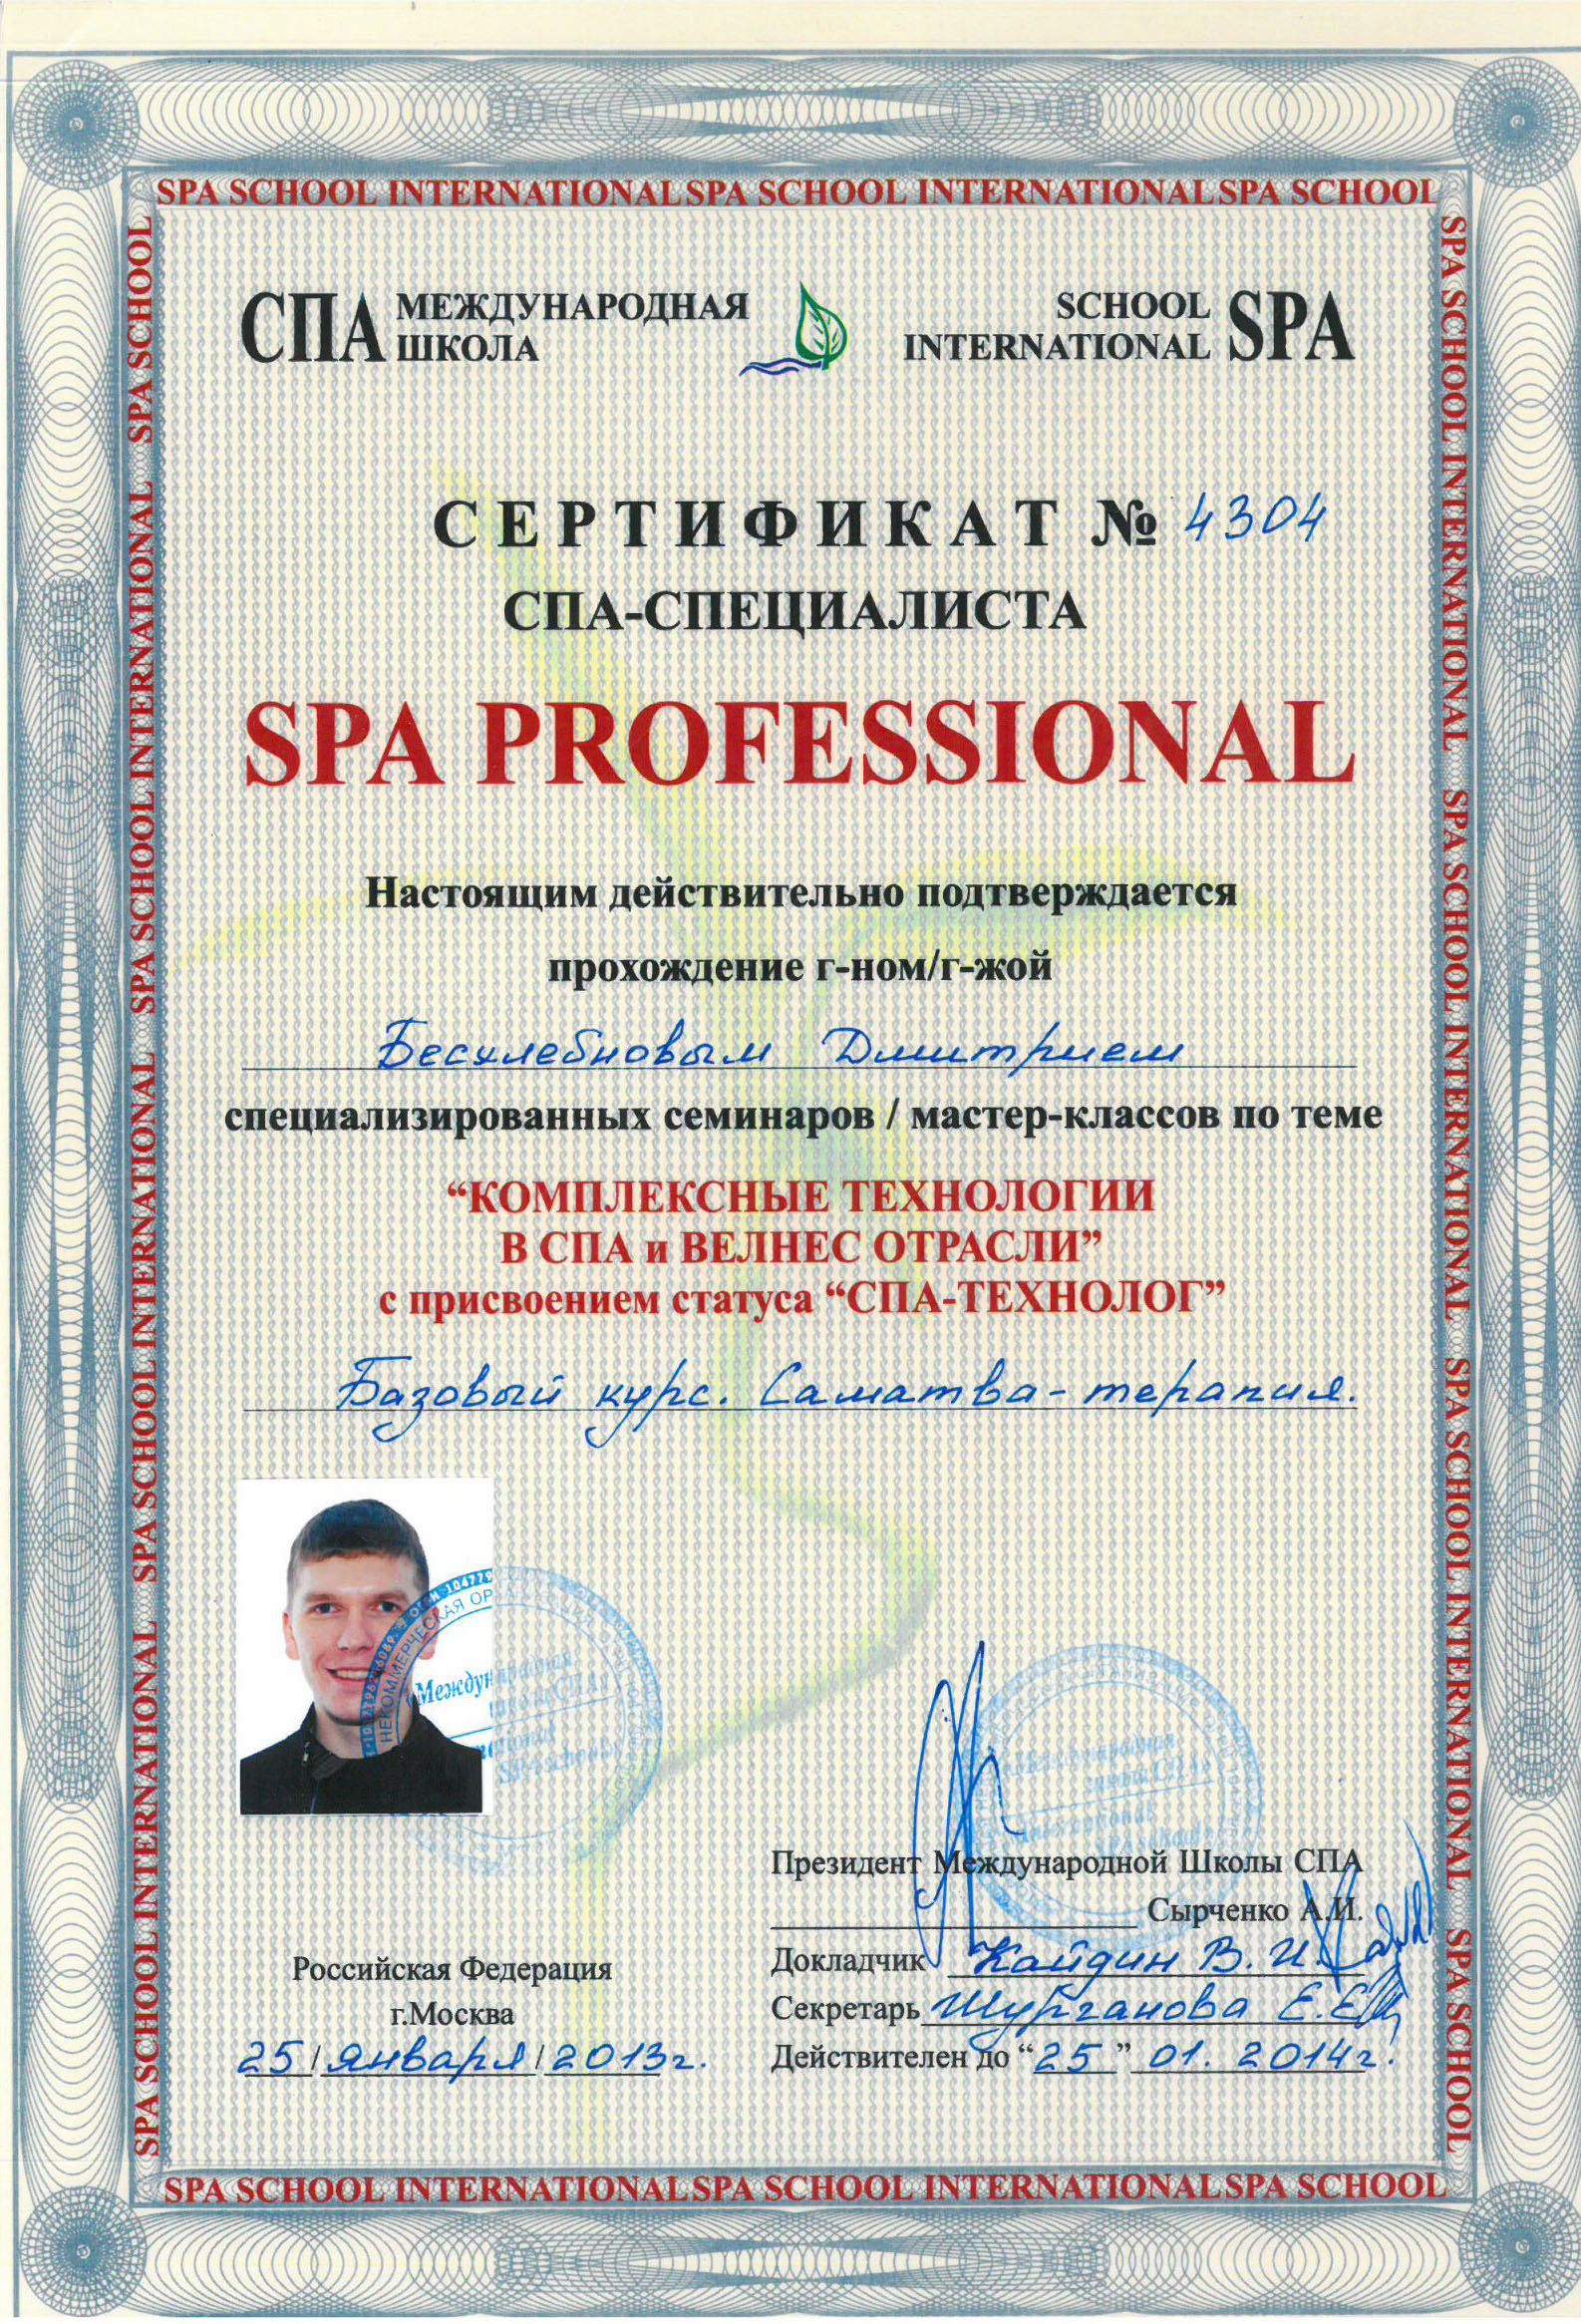 SPA SCHOOL INTERNATIONAL SPA SCHOOL INTERNATIONAL SPA SCHOOL
СПА МЕЖДУНАРОДНАЯ ШКОЛА
SCHOOL INTERNATIONAL SPA
СЕРТИФИКАТ № 4304
СПА-СПЕЦИАЛИСТА
SPA PROFESSIONAL
Настоящим действительно подтверждается
прохождение г-ном/г-жой
Бесхлебновым Дмитрием
специализированных семинаров / мастер-классов по теме
“КОМПЛЕКСНЫЕ ТЕХНОЛОГИИ
В СПА и ВЕЛНЕС ОТРАСЛИ”
с присвоением статуса “СПА-ТЕХНОЛОГ”
Базовый курс. Саматва-терапия.
Президент Международной Школы СПА
Сырченко А.И.
Докладчик Кайдин В. И.
Секретарь Шурганова Е.Е.
Действителен до “25” 01. 2014г.
Российская Федерация
г.Москва
25/января/2013г.
SPA SCHOOL INTERNATIONAL SPA SCHOOL INTERNATIONAL SPA SCHOOL
SPA SCHOOL INTERNATIONAL SPA SCHOOL INTERNATIONAL SPA SCHOOL INTERNATIONAL SPA SCHOOL
SPA SCHOOL INTERNATIONAL SPA SCHOOL INTERNATIONAL SPA SCHOOL INTERNATIONAL SPA SCHOOL